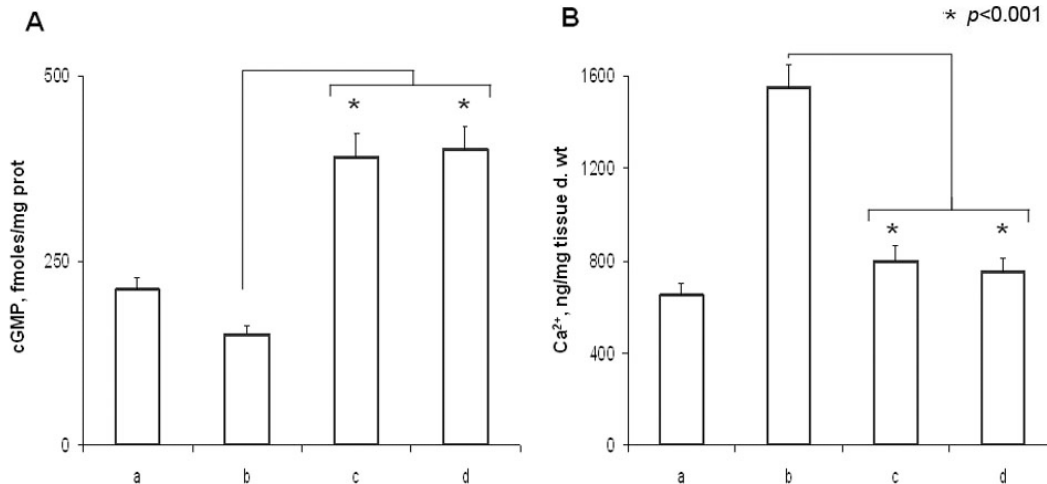 A
cGMP, fmoles/mg prot
500
250
0
* *
a b c d
B
* p<0.001
Ca²⁺, ng/mg tissue d. wt
1600
1200
800
400
0
* *
a b c d